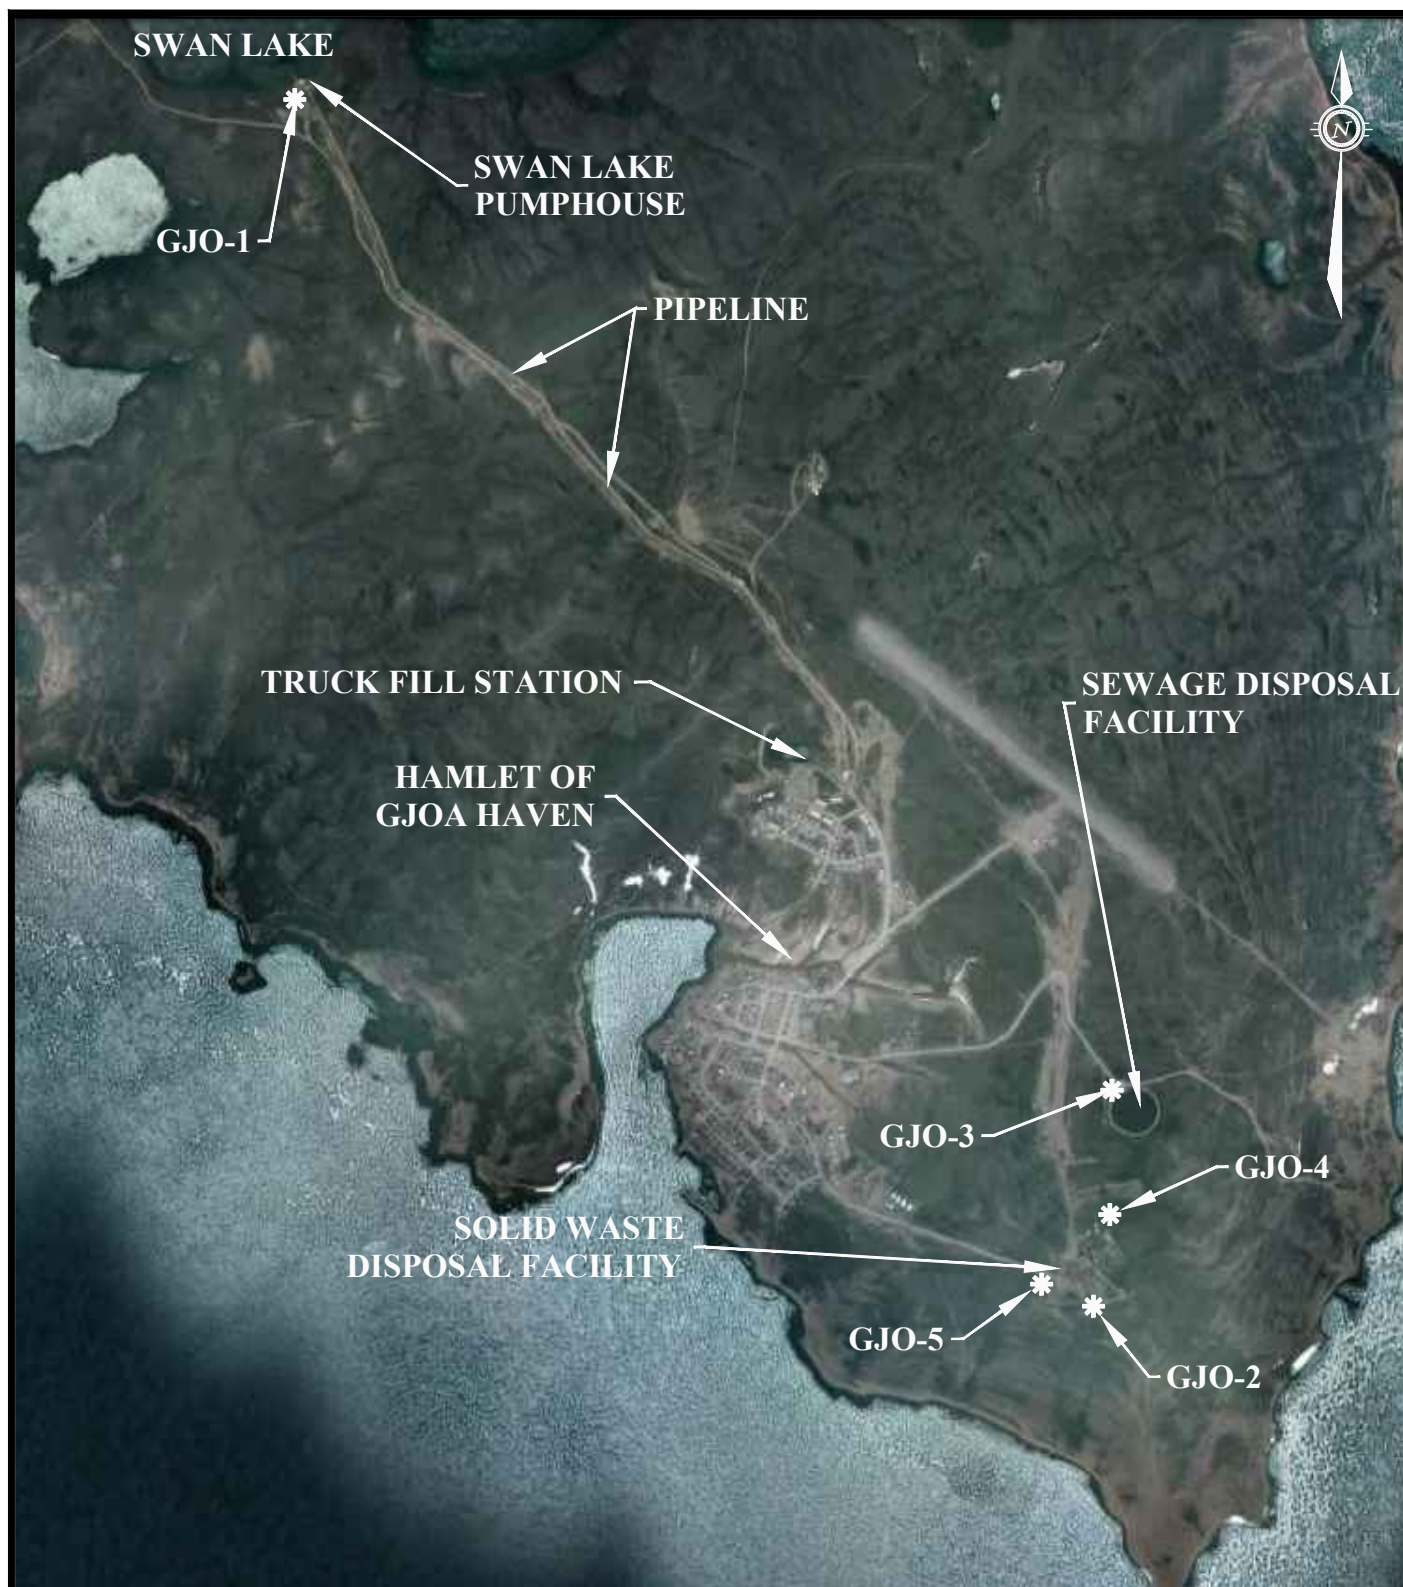 SWAN LAKE
N
SWAN LAKE
PUMPHOUSE
GJO-1
PIPELINE
TRUCK FILL STATION
SEWAGE DISPOSAL
FACILITY
HAMLET OF
GJOA HAVEN
GJO-3
GJO-4
SOLID WASTE
DISPOSAL FACILITY
GJO-5
GJO-2